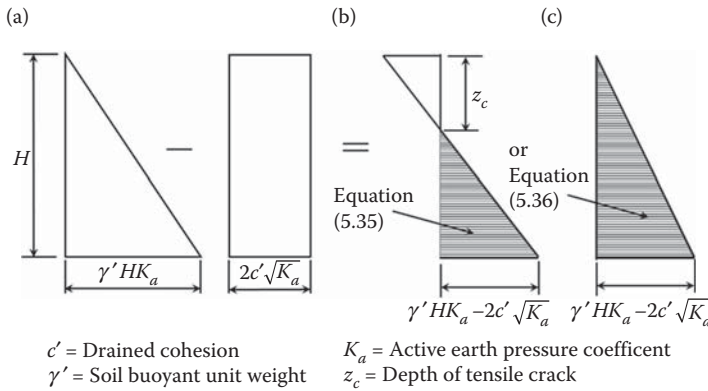 (a)
(b)
(c)
H
z_c
Equation
(5.35)
or
Equation
(5.36)
γ′HK_a
2c′√K_a
γ′HK_a – 2c′√K_a
γ′HK_a – 2c′√K_a
c′ = Drained cohesion
γ′ = Soil buoyant unit weight
K_a = Active earth pressure coefficent
z_c = Depth of tensile crack